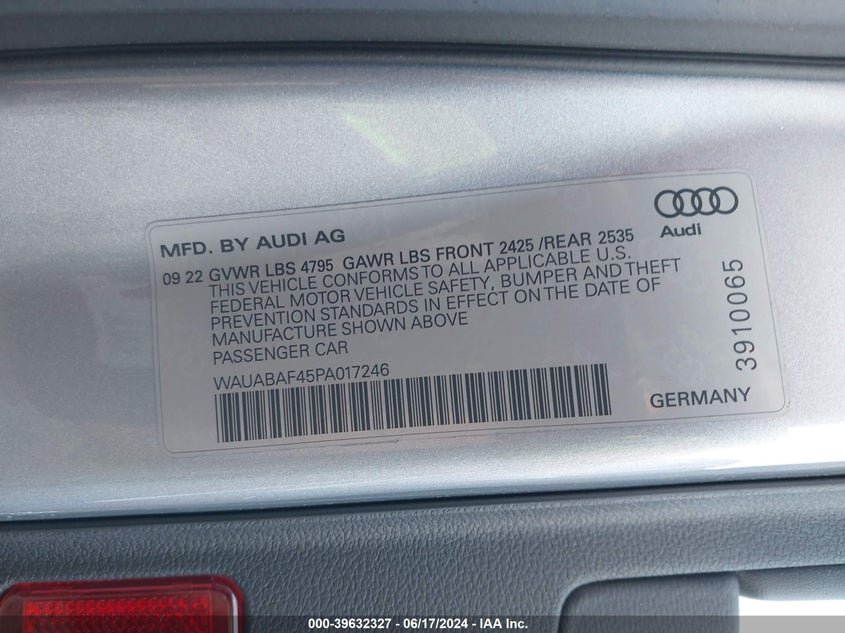 MFD. BY AUDI AG
Audi
09 22 GVWR LBS 4795 GAWR LBS FRONT 2425 /REAR 2535
THIS VEHICLE CONFORMS TO ALL APPLICABLE U.S.
FEDERAL MOTOR VEHICLE SAFETY, BUMPER AND THEFT
PREVENTION STANDARDS IN EFFECT ON THE DATE OF
MANUFACTURE SHOWN ABOVE
PASSENGER CAR
WAUABAF45PA017246
3910065
GERMANY
000-39632327 - 06/17/2024 - IAA Inc.